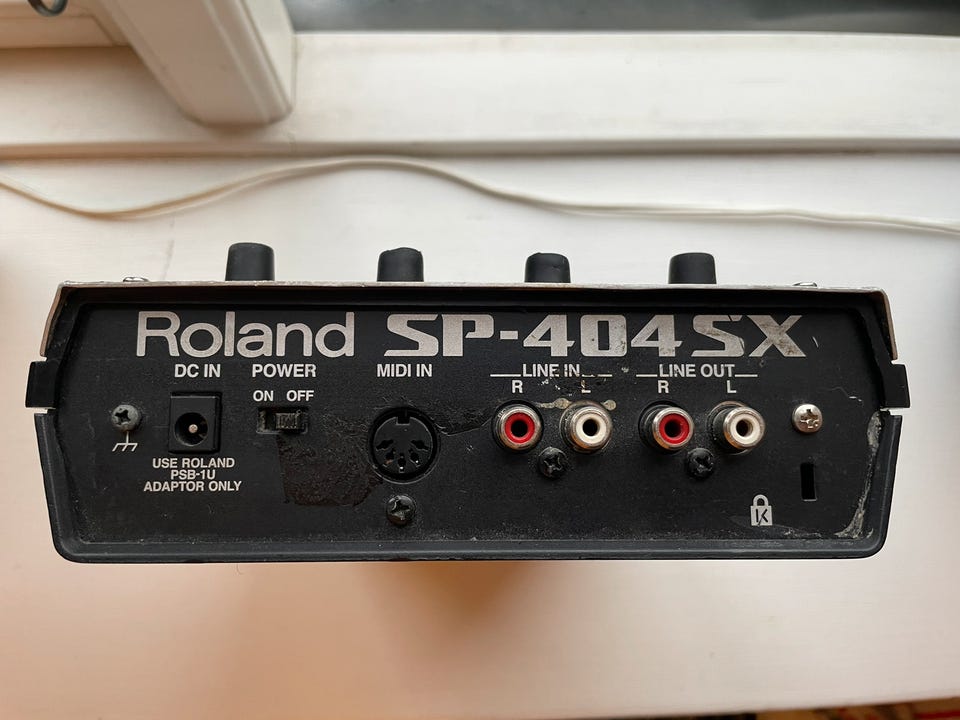 Roland SP-404SX
DC IN POWER MIDI IN LINE IN LINE OUT
ON OFF R L R L
USE ROLAND
PSB-1U
ADAPTOR ONLY
K